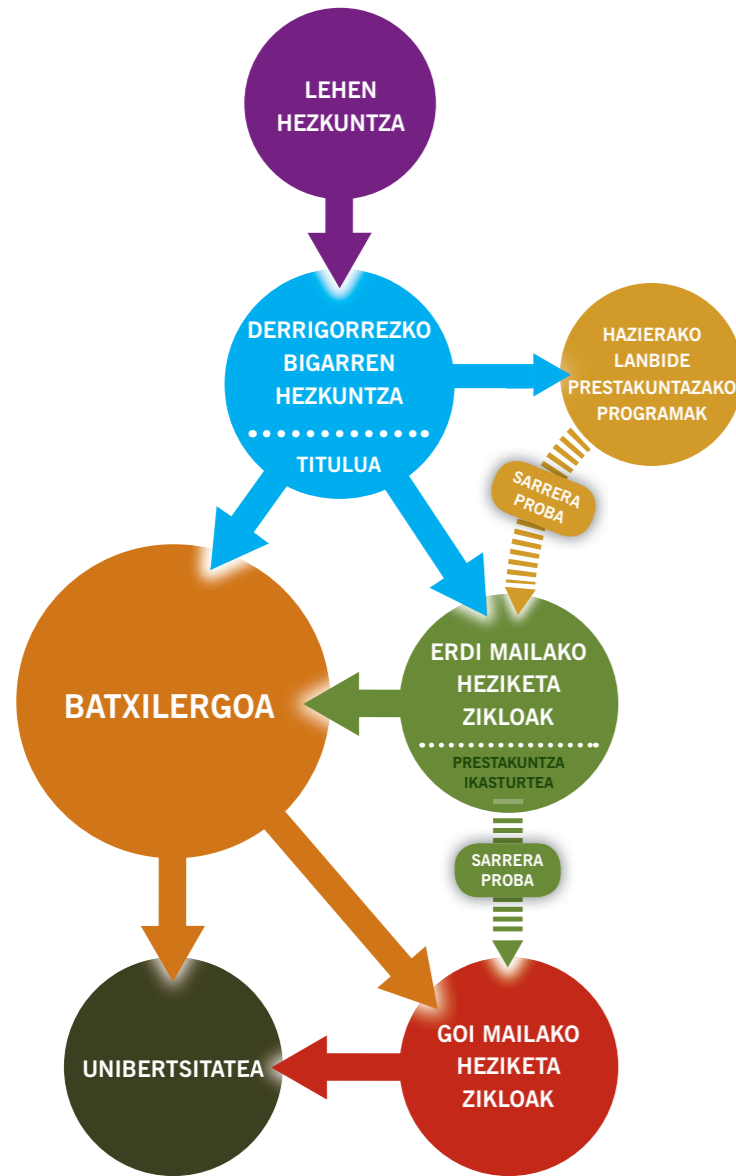 LEHEN
HEZKUNTZA
DERRIGORREZKO
BIGARREN
HEZKUNTZA
TITULUA
HAZIERAKO
LANBIDE
PRESTAKUNTAZAKO
PROGRAMAK
SARRERA
PROBA
BATXILERGOA
ERDI MAILAKO
HEZIKETA
ZIKLOAK
PRESTAKUNTZA
IKASTURTEA
SARRERA
PROBA
UNIBERTSITATEA
GOI MAILAKO
HEZIKETA
ZIKLOAK